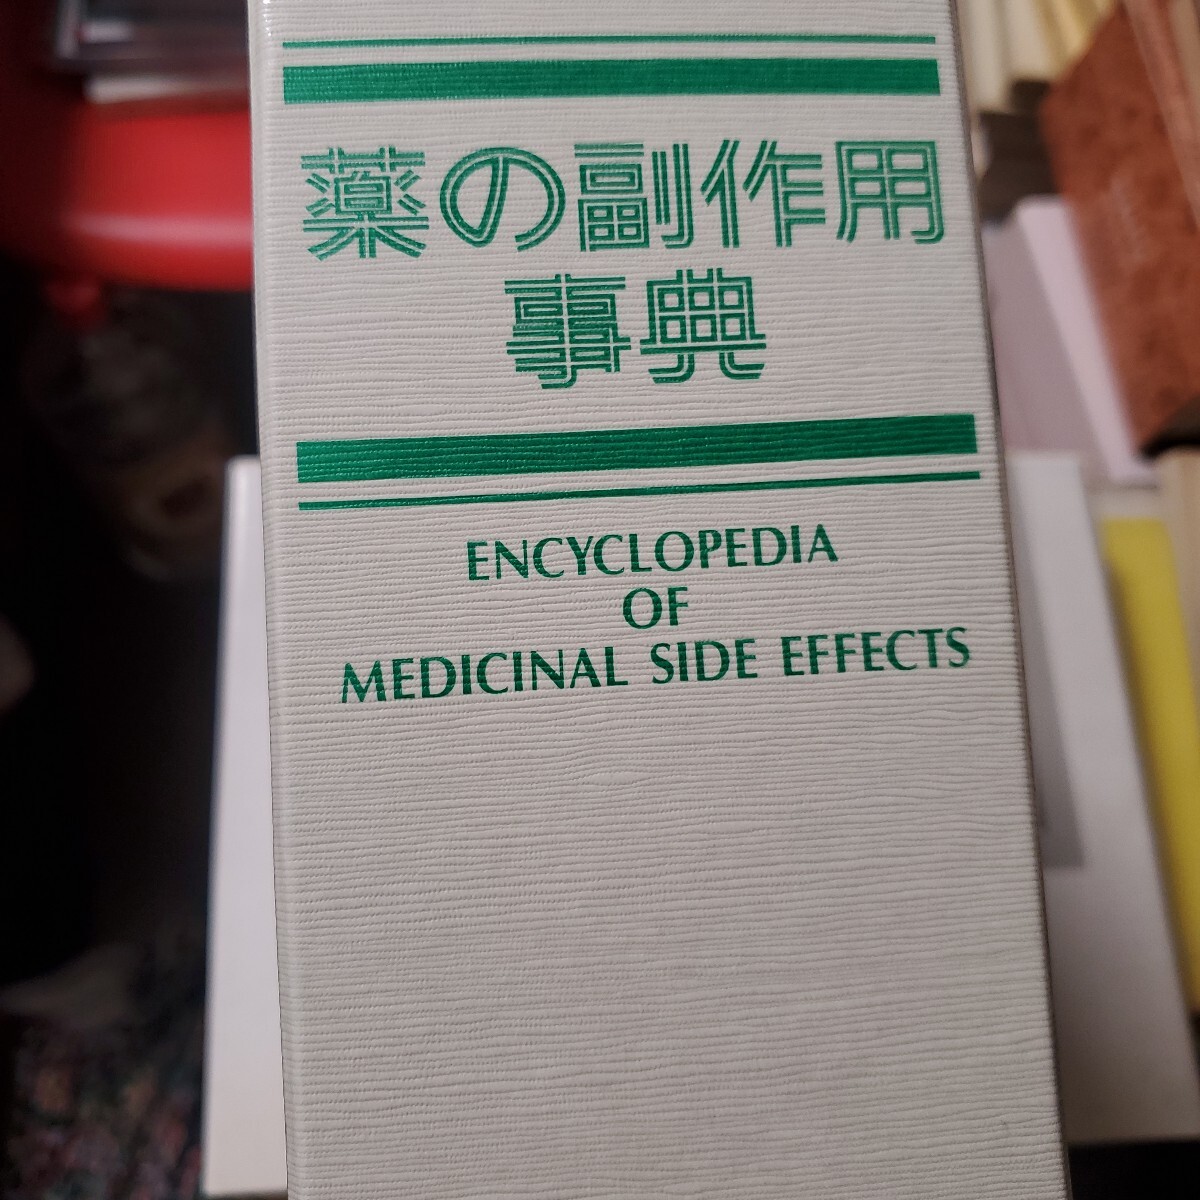 薬の副作用
事典
ENCYCLOPEDIA
OF
MEDICINAL SIDE EFFECTS